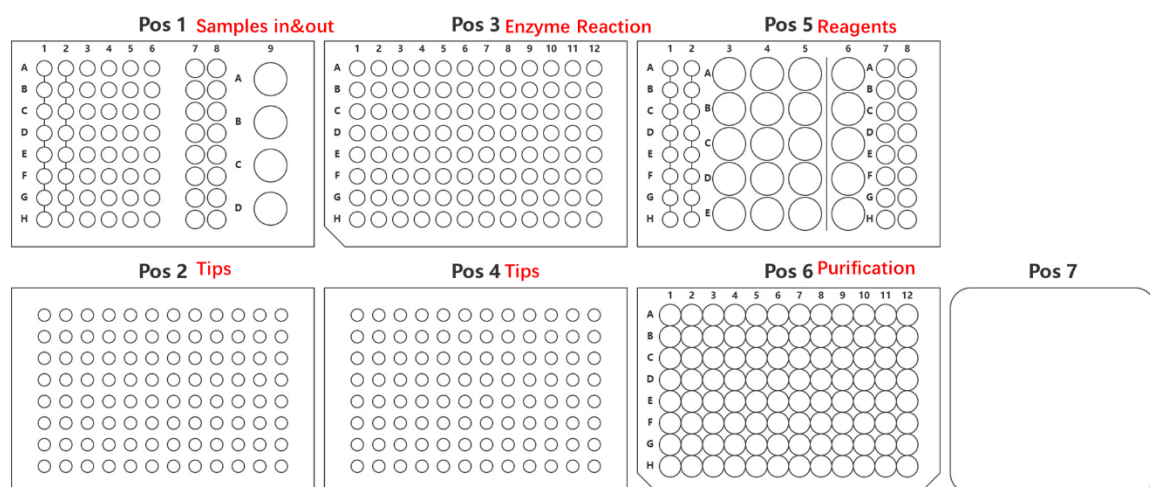 Pos 1 Samples in&out
1 2 3 4 5 6 7 8 9
A
B
C
D
E
F
G
H
A
B
C
D
Pos 3 Enzyme Reaction
1 2 3 4 5 6 7 8 9 10 11 12
A
B
C
D
E
F
G
H
Pos 5 Reagents
1 2 3 4 5 6 7 8
A
B
C
D
E
F
G
H
A
B
C
D
E
A
B
C
D
E
F
G
H
Pos 2 Tips
Pos 4 Tips
Pos 6 Purification
1 2 3 4 5 6 7 8 9 10 11 12
A
B
C
D
E
F
G
H
Pos 7